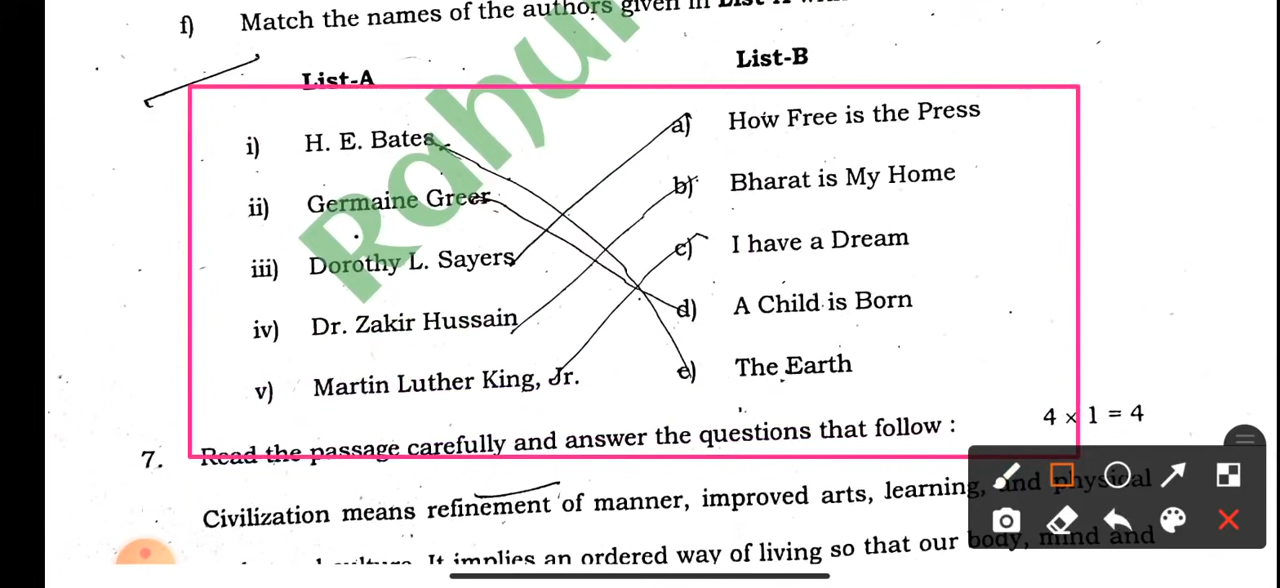 f) Match the names of the authors given in
List-A List-B
i) H. E. Bates a) How Free is the Press
ii) Germaine Greer b) Bharat is My Home
iii) Dorothy L. Sayers c) I have a Dream
iv) Dr. Zakir Hussain d) A Child is Born
v) Martin Luther King, Jr. e) The Earth
7. Read the passage carefully and answer the questions that follow : 4 × 1 = 4
Civilization means refinement of manner, improved arts, learning, and physical
It implies an ordered way of living so that our body, mind and
Rahul